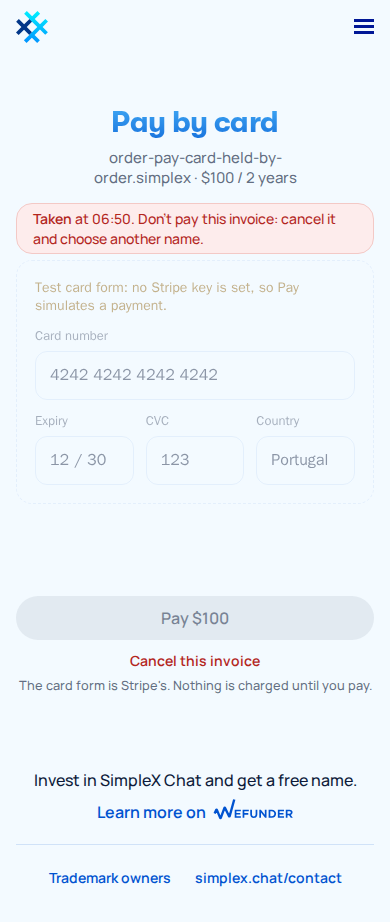 Pay by card
order-pay-card-held-by-
order.simplex · $100 / 2 years
Taken at 06:50. Don't pay this invoice: cancel it
and choose another name.
Test card form: no Stripe key is set, so Pay
simulates a payment.
Card number
4242 4242 4242 4242
Expiry CVC Country
12 / 30 123 Portugal
Pay $100
Cancel this invoice
The card form is Stripe's. Nothing is charged until you pay.
Invest in SimpleX Chat and get a free name.
Learn more on WEFUNDER
Trademark owners simplex.chat/contact